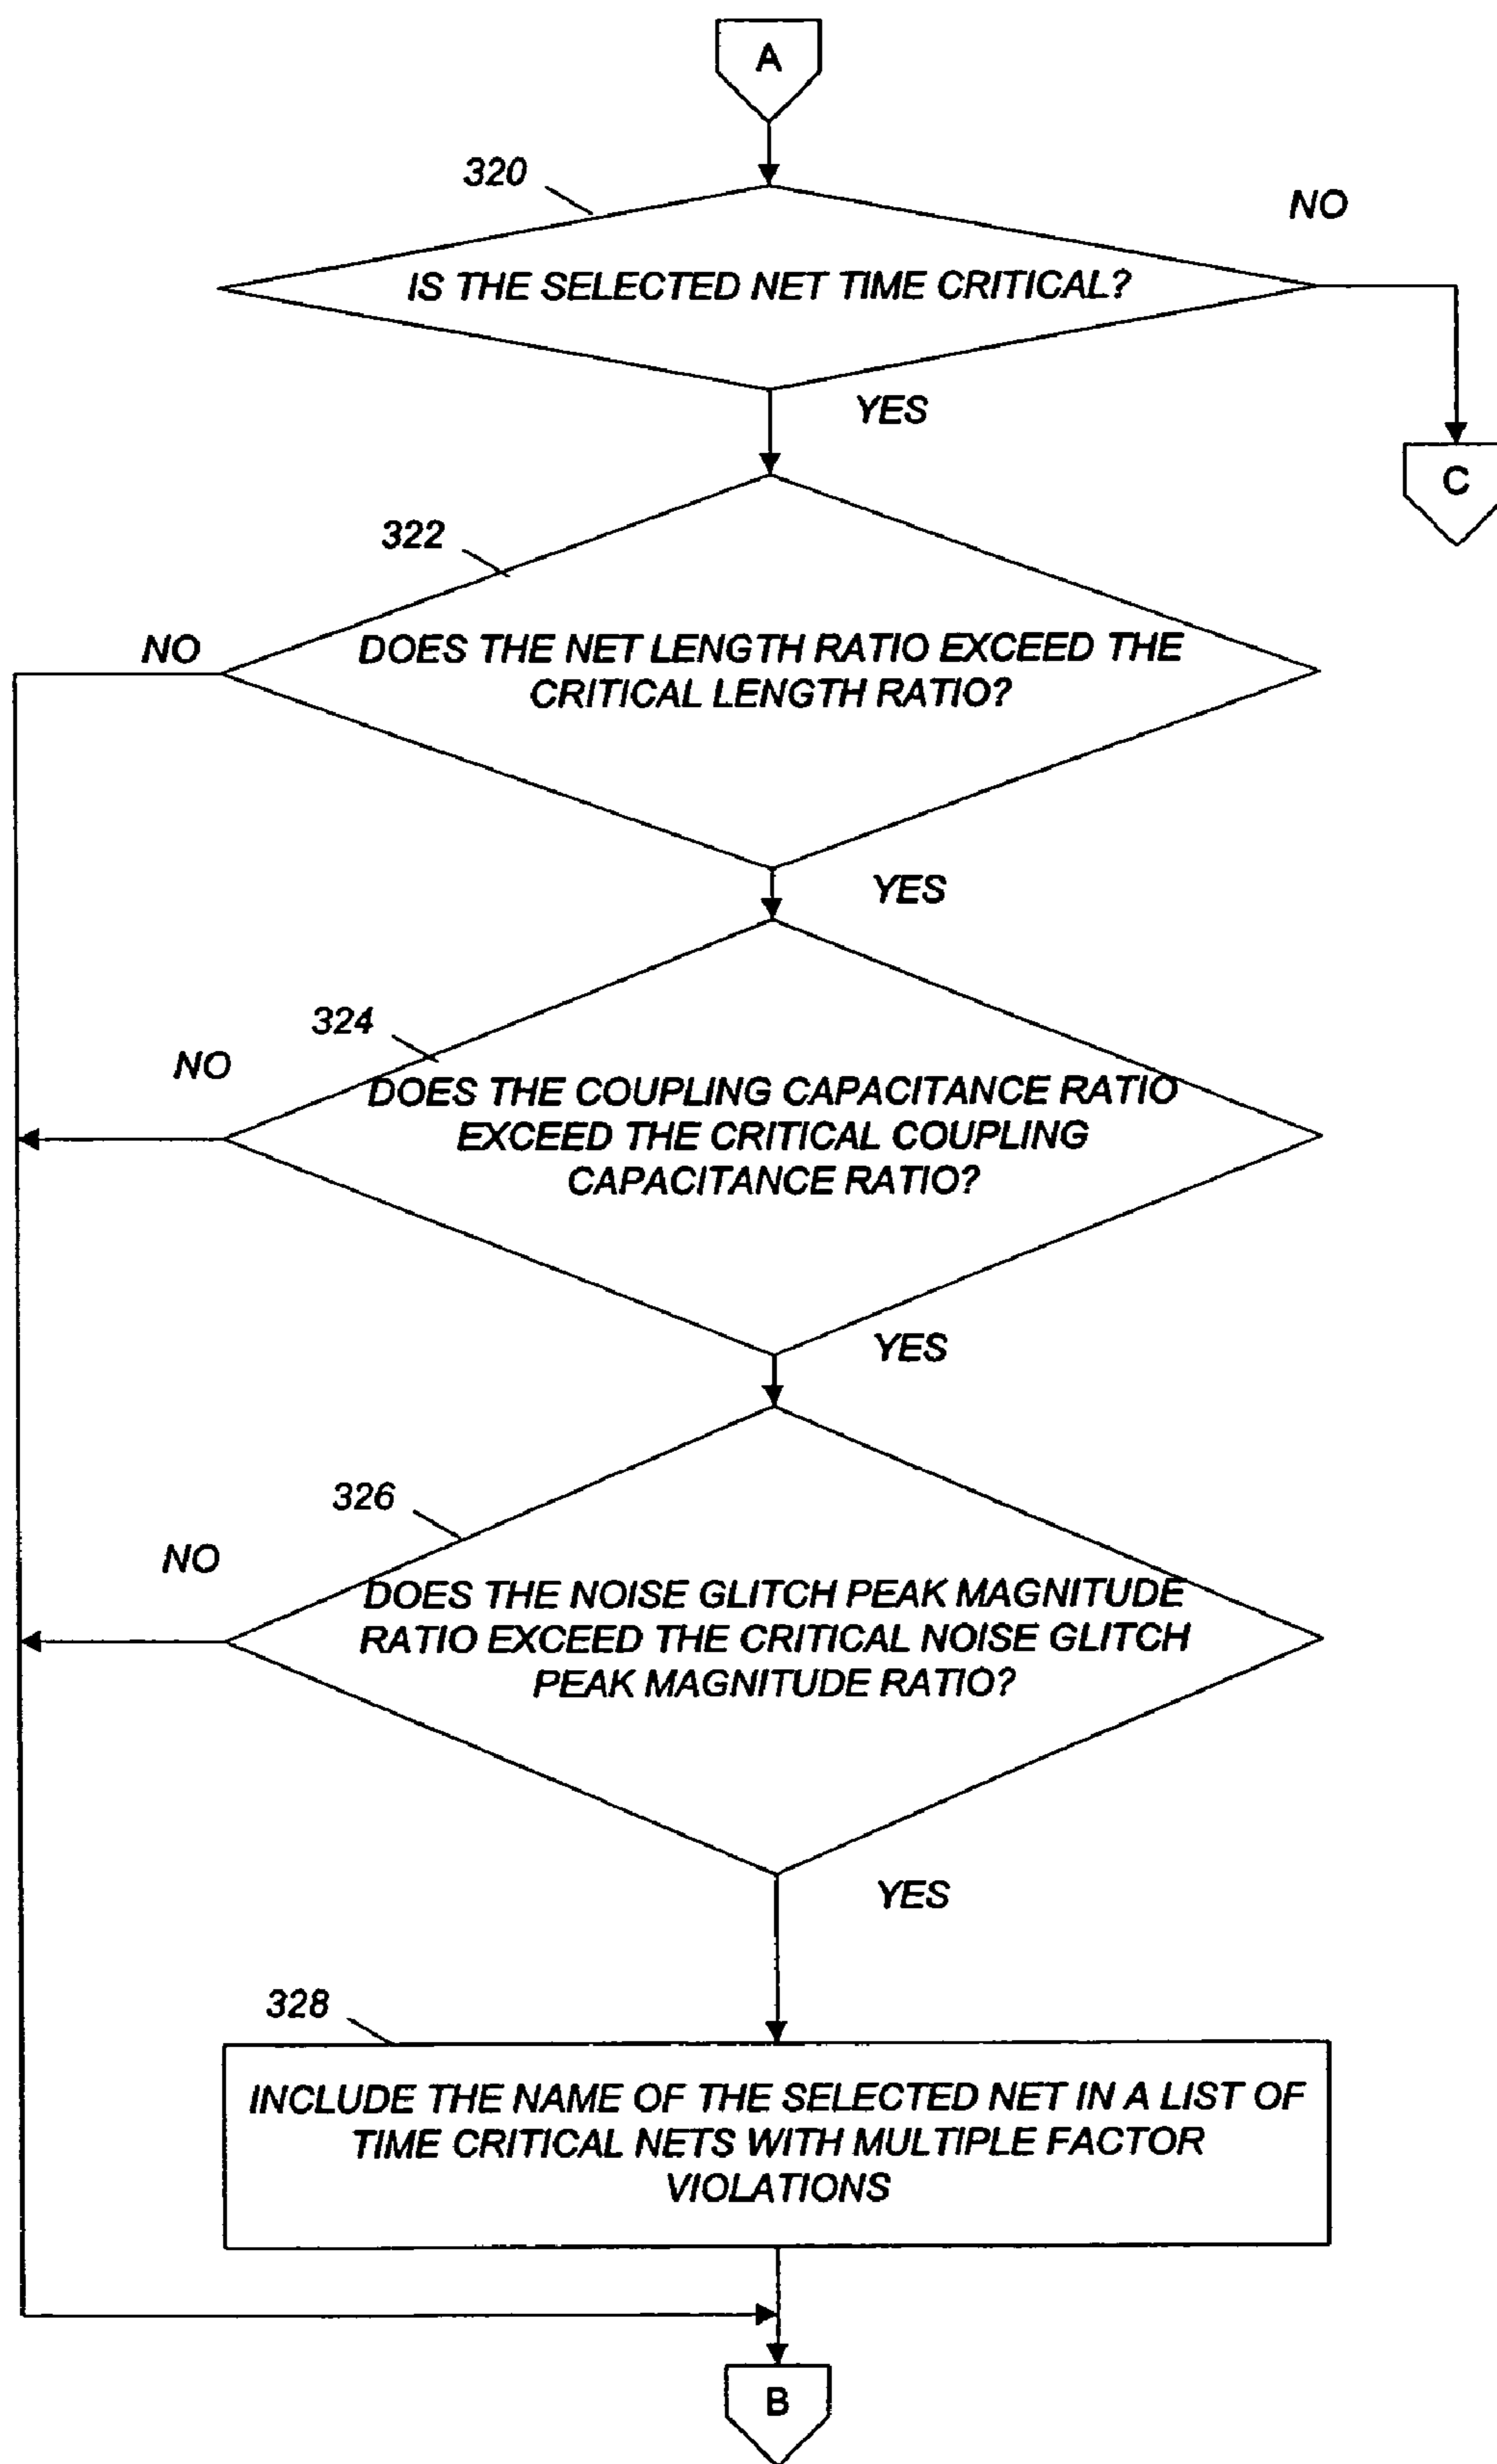 A
320
NO
IS THE SELECTED NET TIME CRITICAL?
YES
C
322
NO
DOES THE NET LENGTH RATIO EXCEED THE
CRITICAL LENGTH RATIO?
YES
324
NO
DOES THE COUPLING CAPACITANCE RATIO
EXCEED THE CRITICAL COUPLING
CAPACITANCE RATIO?
YES
326
NO
DOES THE NOISE GLITCH PEAK MAGNITUDE
RATIO EXCEED THE CRITICAL NOISE GLITCH
PEAK MAGNITUDE RATIO?
YES
328
INCLUDE THE NAME OF THE SELECTED NET IN A LIST OF
TIME CRITICAL NETS WITH MULTIPLE FACTOR
VIOLATIONS
B